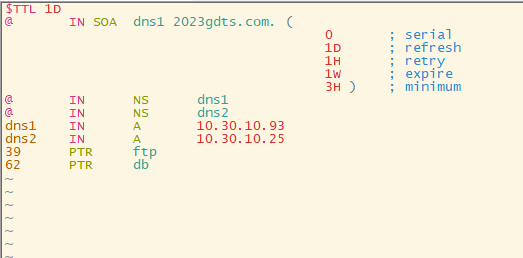 $TTL 1D
@ IN SOA dns1 2023gdts.com. (
0 ; serial
1D ; refresh
1H ; retry
1W ; expire
3H ) ; minimum
@ IN NS dns1
@ IN NS dns2
dns1 IN A 10.30.10.93
dns2 IN A 10.30.10.25
39 PTR ftp
62 PTR db
~
~
~
~
~
~
~